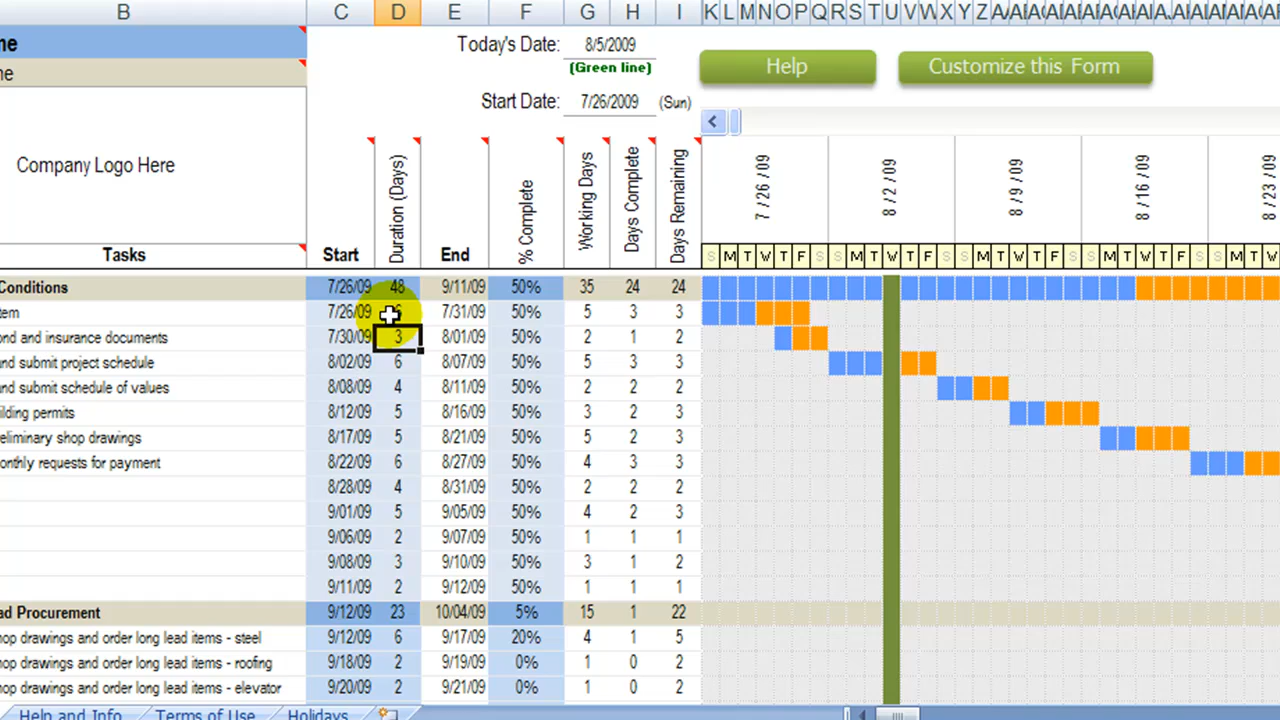 B C D E F G H I K L M N O P Q R S T U V W X Y Z
ne
Today's Date: 8/5/2009
(Green line)
Help
Customize this Form
ne
Start Date: 7/26/2009 (Sun)
Company Logo Here
Tasks Start Duration (Days) End % Complete Working Days Days Complete Days Remaining
7 / 26 / 09 8 / 2 / 09 8 / 9 / 09 8 / 16 / 09 8 / 23 / 09
S M T W T F S S M T W T F S S M T W T F S S M T W T F S S M T W
Conditions 7/26/09 48 9/11/09 50% 35 24 24
tem 7/26/09 7/31/09 50% 5 3 3
ond and insurance documents 7/30/09 3 8/01/09 50% 2 1 2
and submit project schedule 8/02/09 6 8/07/09 50% 5 3 3
and submit schedule of values 8/08/09 4 8/11/09 50% 2 2 2
ilding permits 8/12/09 5 8/16/09 50% 3 2 3
eliminary shop drawings 8/17/09 5 8/21/09 50% 5 2 3
onthly requests for payment 8/22/09 6 8/27/09 50% 4 3 3
8/28/09 4 8/31/09 50% 2 2 2
9/01/09 5 9/05/09 50% 4 2 3
9/06/09 2 9/07/09 50% 1 1 1
9/08/09 3 9/10/09 50% 3 1 2
9/11/09 2 9/12/09 50% 1 1 1
ad Procurement 9/12/09 23 10/04/09 5% 15 1 22
hop drawings and order long lead items - steel 9/12/09 6 9/17/09 20% 4 1 5
hop drawings and order long lead items - roofing 9/18/09 2 9/19/09 0% 1 0 2
hop drawings and order long lead items - elevator 9/20/09 2 9/21/09 0% 1 0 2
Help and Info Terms of Use Holidays